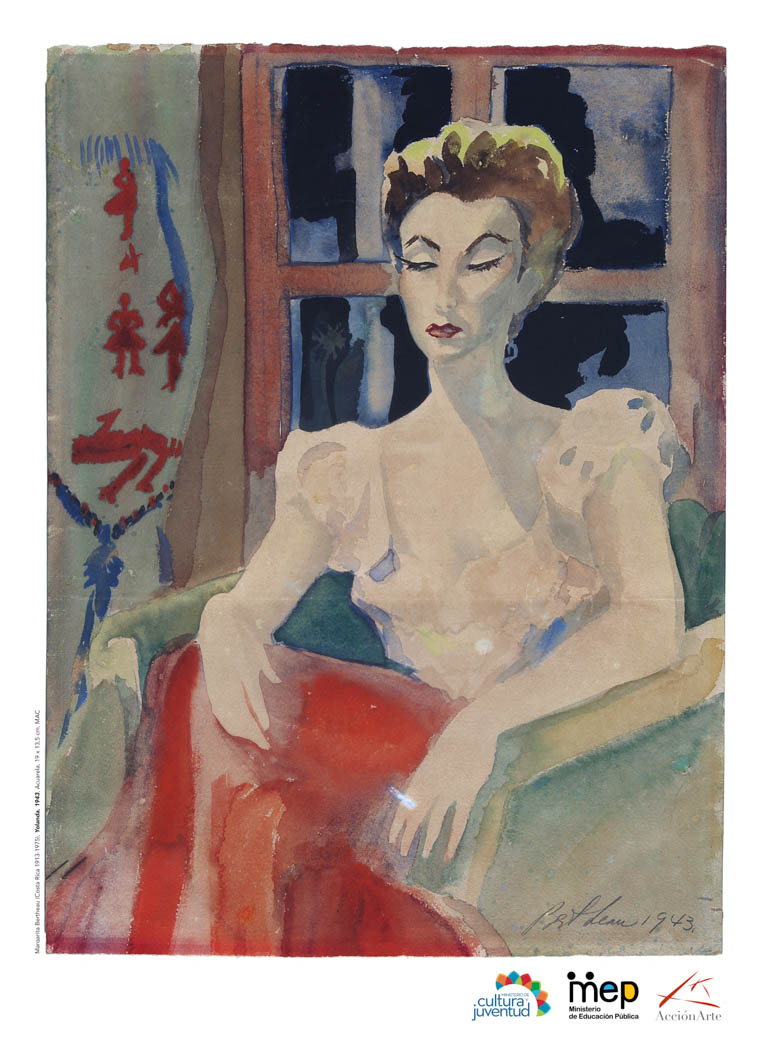 Margarita Bertheau (Costa Rica 1913-1975). Yolanda. 1943. Acuarela. 19 x 13,5 cm, MAC
Bertheau 1943.
MINISTERIO DE
cultura y
juventud
mep
Ministerio
de Educación Pública
AcciónArte